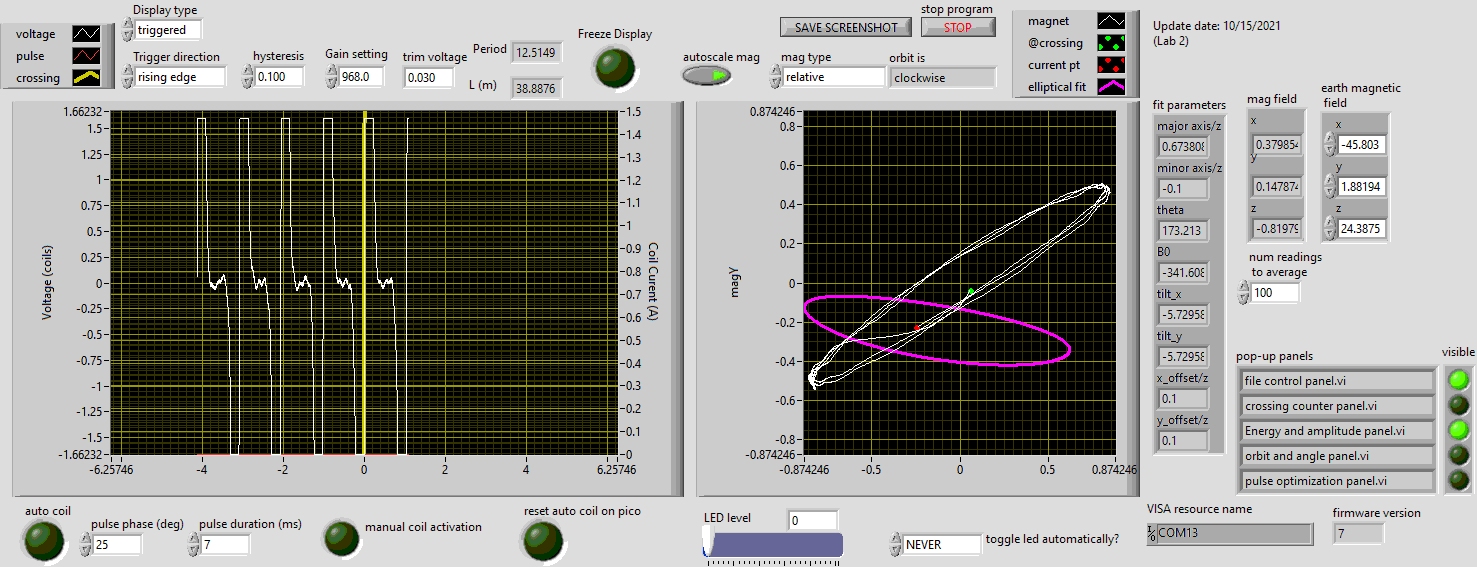 Display type
triggered
voltage
pulse
crossing
Trigger direction
rising edge
hysteresis
0.100
Gain setting
968.0
trim voltage
0.030
Period
12.5149
L (m)
38.8876
Freeze Display
stop program
SAVE SCREENSHOT
STOP
autoscale mag
mag type
relative
orbit is
clockwise
magnet
@crossing
current pt
elliptical fit
Update date: 10/15/2021
(Lab 2)
Voltage (coils)
1.66232
1.5
1.25
1
0.75
0.5
0.25
0
-0.25
-0.5
-0.75
-1
-1.25
-1.5
-1.66232
-6.25746
-4
-2
0
2
4
6.25746
1.5
1.4
1.3
1.2
1.1
1
0.9
0.8
0.7
0.6
0.5
0.4
0.3
0.2
0.1
0
Coil Current (A)
magY
0.874246
0.8
0.6
0.4
0.2
0
-0.2
-0.4
-0.6
-0.8
-0.874246
-0.874246
-0.5
0
0.5
0.874246
fit parameters
major axis/z
0.67380
minor axis/z
-0.1
theta
173.213
B0
-341.608
tilt_x
-5.7295
tilt_y
-5.7295
x_offset/z
0.1
y_offset/z
0.1
mag field
x
0.379854
y
0.147874
z
-0.81979
earth magnetic
field
x
-45.803
y
1.88194
z
24.3875
num readings
to average
100
pop-up panels
visible
file control panel.vi
crossing counter panel.vi
Energy and amplitude panel.vi
orbit and angle panel.vi
pulse optimization panel.vi
auto coil
pulse phase (deg)
25
pulse duration (ms)
7
manual coil activation
reset auto coil on pico
LED level
0
NEVER
toggle led automatically?
VISA resource name
COM13
firmware version
7